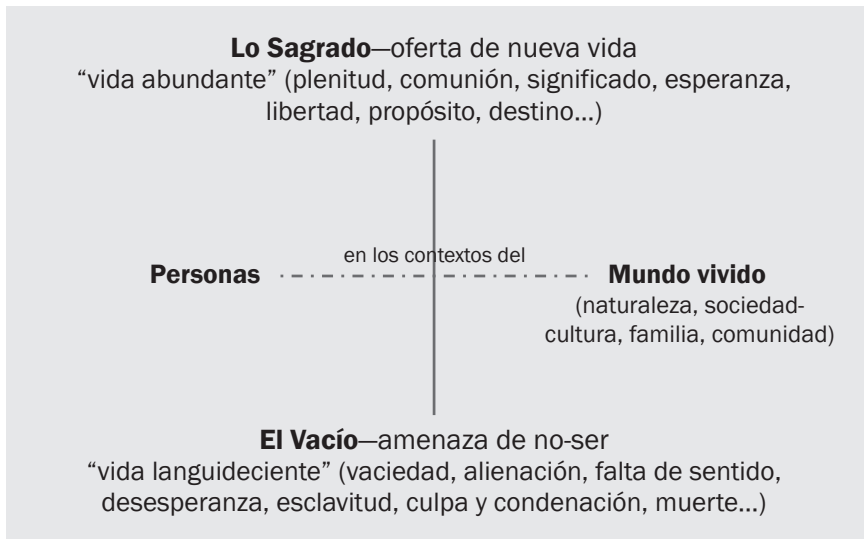 Lo Sagrado—oferta de nueva vida
“vida abundante” (plenitud, comunión, significado, esperanza,
libertad, propósito, destino...)
en los contextos del
Personas
Mundo vivido
(naturaleza, sociedad-
cultura, familia, comunidad)
El Vacío—amenaza de no-ser
“vida languideciente” (vaciedad, alienación, falta de sentido,
desesperanza, esclavitud, culpa y condenación, muerte...)